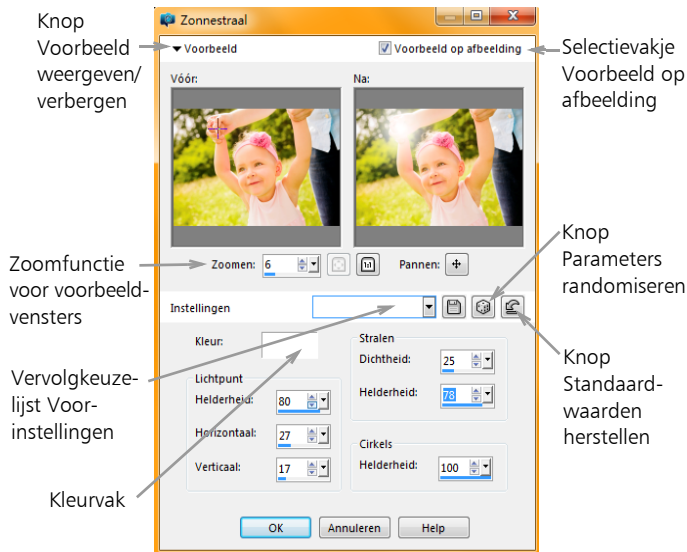 Knop
Voorbeeld
weergeven/
verbergen
Zonnestraal
Voorbeeld
Voorbeeld op afbeelding
Selectievakje
Voorbeeld op
afbeelding
Vóór:
Na:
Zoomfunctie
voor voorbeeld-
vensters
Zoomen: 6
1:1
Pannen:
Knop
Parameters
randomiseren
Instellingen
Vervolgkeuze-
lijst Voor-
instellingen
Kleur:
Lichtpunt
Helderheid: 80
Horizontaal: 27
Verticaal: 17
Stralen
Dichtheid: 25
Helderheid: 78
Cirkels
Helderheid: 100
Knop
Standaard-
waarden
herstellen
Kleurvak
OK
Annuleren
Help